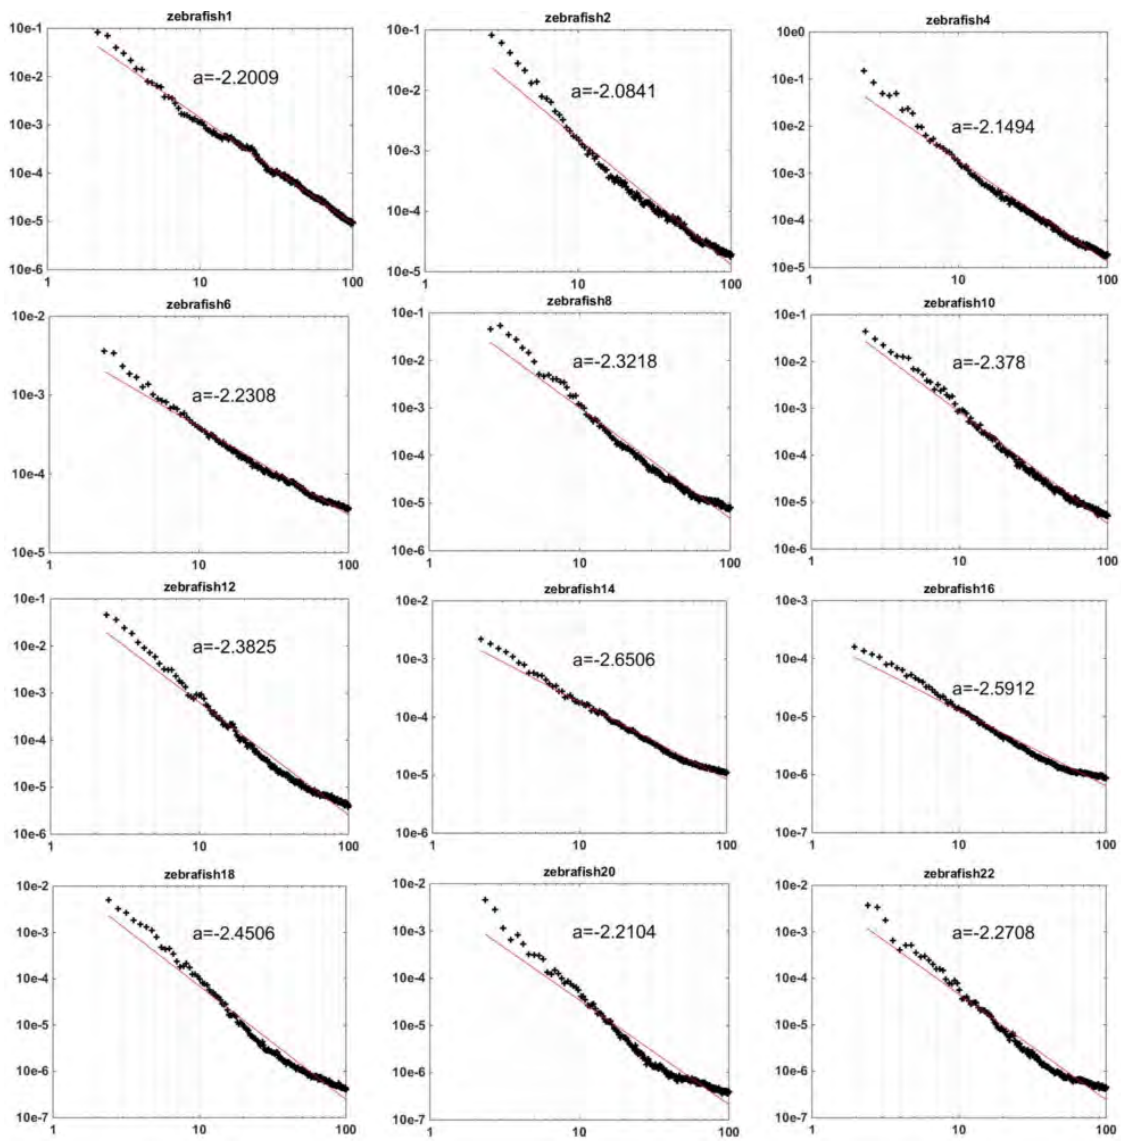 zebrafish1
10e-1
10e-2
10e-3
10e-4
10e-5
10e-6
1 10 100
a=-2.2009
zebrafish2
10e-1
10e-2
10e-3
10e-4
10e-5
1 10 100
a=-2.0841
zebrafish4
10e0
10e-1
10e-2
10e-3
10e-4
10e-5
1 10 100
a=-2.1494
zebrafish6
10e-2
10e-3
10e-4
10e-5
1 10 100
a=-2.2308
zebrafish8
10e-1
10e-2
10e-3
10e-4
10e-5
10e-6
1 10 100
a=-2.3218
zebrafish10
10e-1
10e-2
10e-3
10e-4
10e-5
10e-6
1 10 100
a=-2.378
zebrafish12
10e-1
10e-2
10e-3
10e-4
10e-5
10e-6
1 10 100
a=-2.3825
zebrafish14
10e-2
10e-3
10e-4
10e-5
10e-6
1 10 100
a=-2.6506
zebrafish16
10e-3
10e-4
10e-5
10e-6
10e-7
1 10 100
a=-2.5912
zebrafish18
10e-2
10e-3
10e-4
10e-5
10e-6
10e-7
1 10 100
a=-2.4506
zebrafish20
10e-2
10e-3
10e-4
10e-5
10e-6
10e-7
1 10 100
a=-2.2104
zebrafish22
10e-2
10e-3
10e-4
10e-5
10e-6
10e-7
1 10 100
a=-2.2708